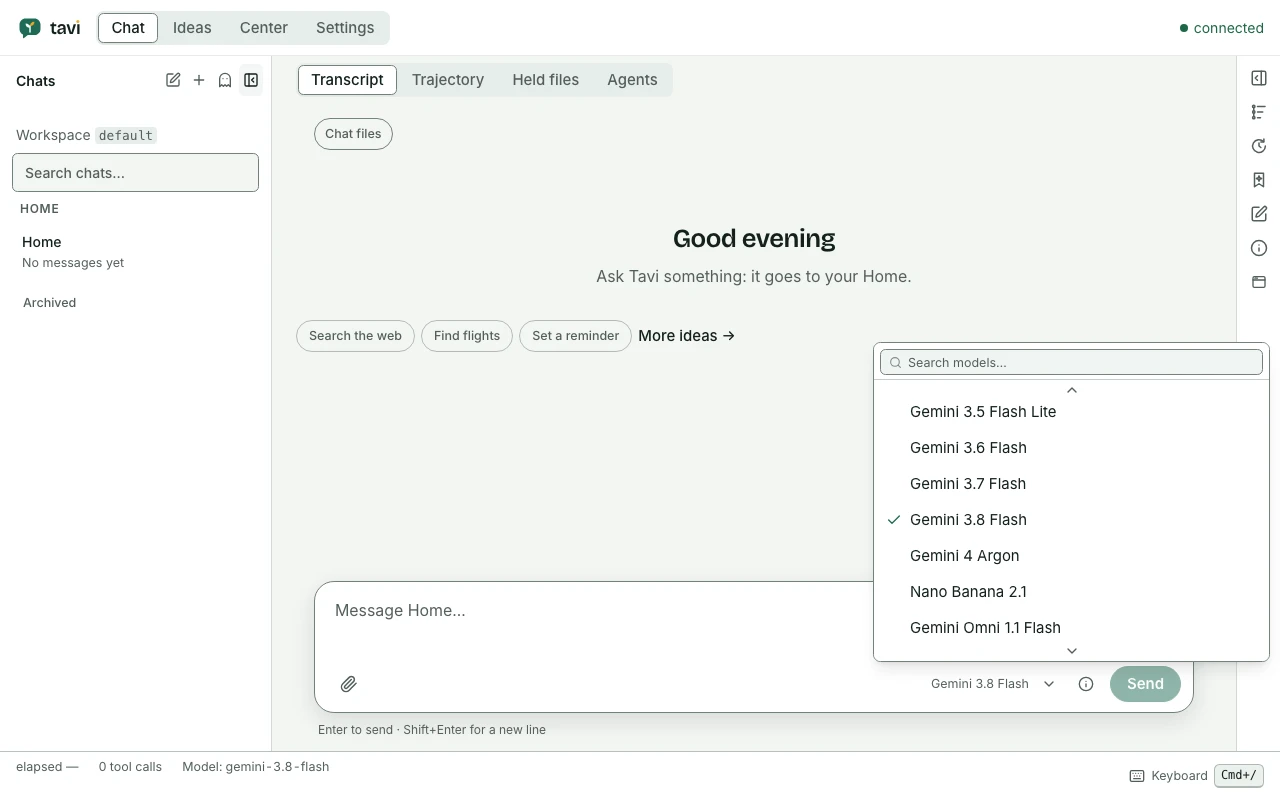 tavi
Chat
Ideas
Center
Settings
connected
Chats
Workspace default
Search chats...
HOME
Home
No messages yet
Archived
Transcript
Trajectory
Held files
Agents
Chat files
Good evening
Ask Tavi something: it goes to your Home.
Search the web
Find flights
Set a reminder
More ideas →
Search models...
Gemini 3.5 Flash Lite
Gemini 3.6 Flash
Gemini 3.7 Flash
Gemini 3.8 Flash
Gemini 4 Argon
Nano Banana 2.1
Gemini Omni 1.1 Flash
Message Home...
Gemini 3.8 Flash
Send
Enter to send · Shift+Enter for a new line
elapsed —
0 tool calls
Model: gemini-3.8-flash
Keyboard
Cmd+/